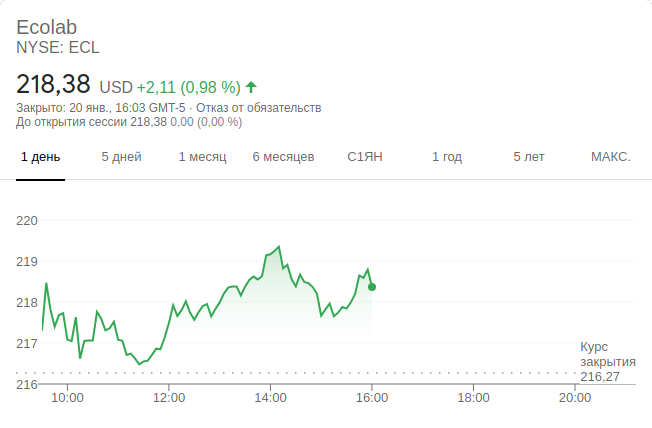 Ecolab
NYSE: ECL
218,38 USD +2,11 (0,98 %)
Закрыто: 20 янв., 16:03 GMT-5 · Отказ от обязательств
До открытия сессии 218,38 0,00 (0,00 %)
1 день 5 дней 1 месяц 6 месяцев С1ЯН 1 год 5 лет МАКС.
220
219
218
217
216
Курс
закрытия
216,27
10:00 12:00 14:00 16:00 18:00 20:00